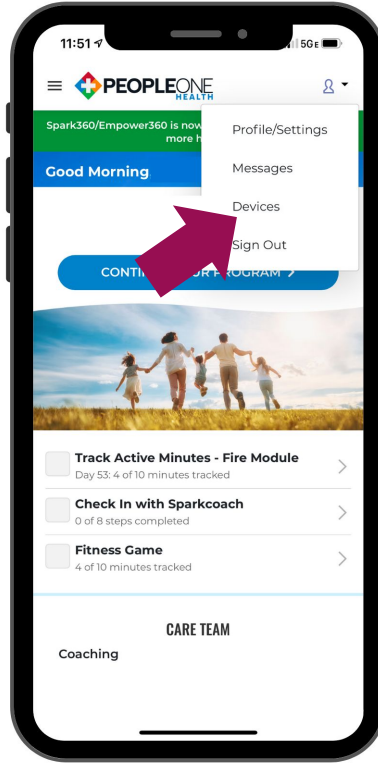 11:51
5G E
PEOPLEONE
HEALTH
Spark360/Empower360 is now
more h
Good Morning
Profile/Settings
Messages
Devices
Sign Out
CONTIN UR PROGRAM >
Track Active Minutes - Fire Module
Day 53: 4 of 10 minutes tracked
Check In with Sparkcoach
0 of 8 steps completed
Fitness Game
4 of 10 minutes tracked
CARE TEAM
Coaching